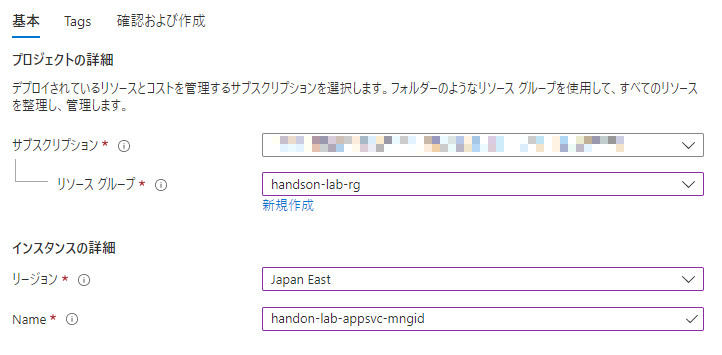 基本 Tags 確認および作成
プロジェクトの詳細
デプロイされているリソースとコストを管理するサブスクリプションを選択します。フォルダーのようなリソース グループを使用して、すべてのリソース
を整理し、管理します。
サブスクリプション *
リソース グループ * handson-lab-rg
新規作成
インスタンスの詳細
リージョン * Japan East
Name * handon-lab-appsvc-mngid